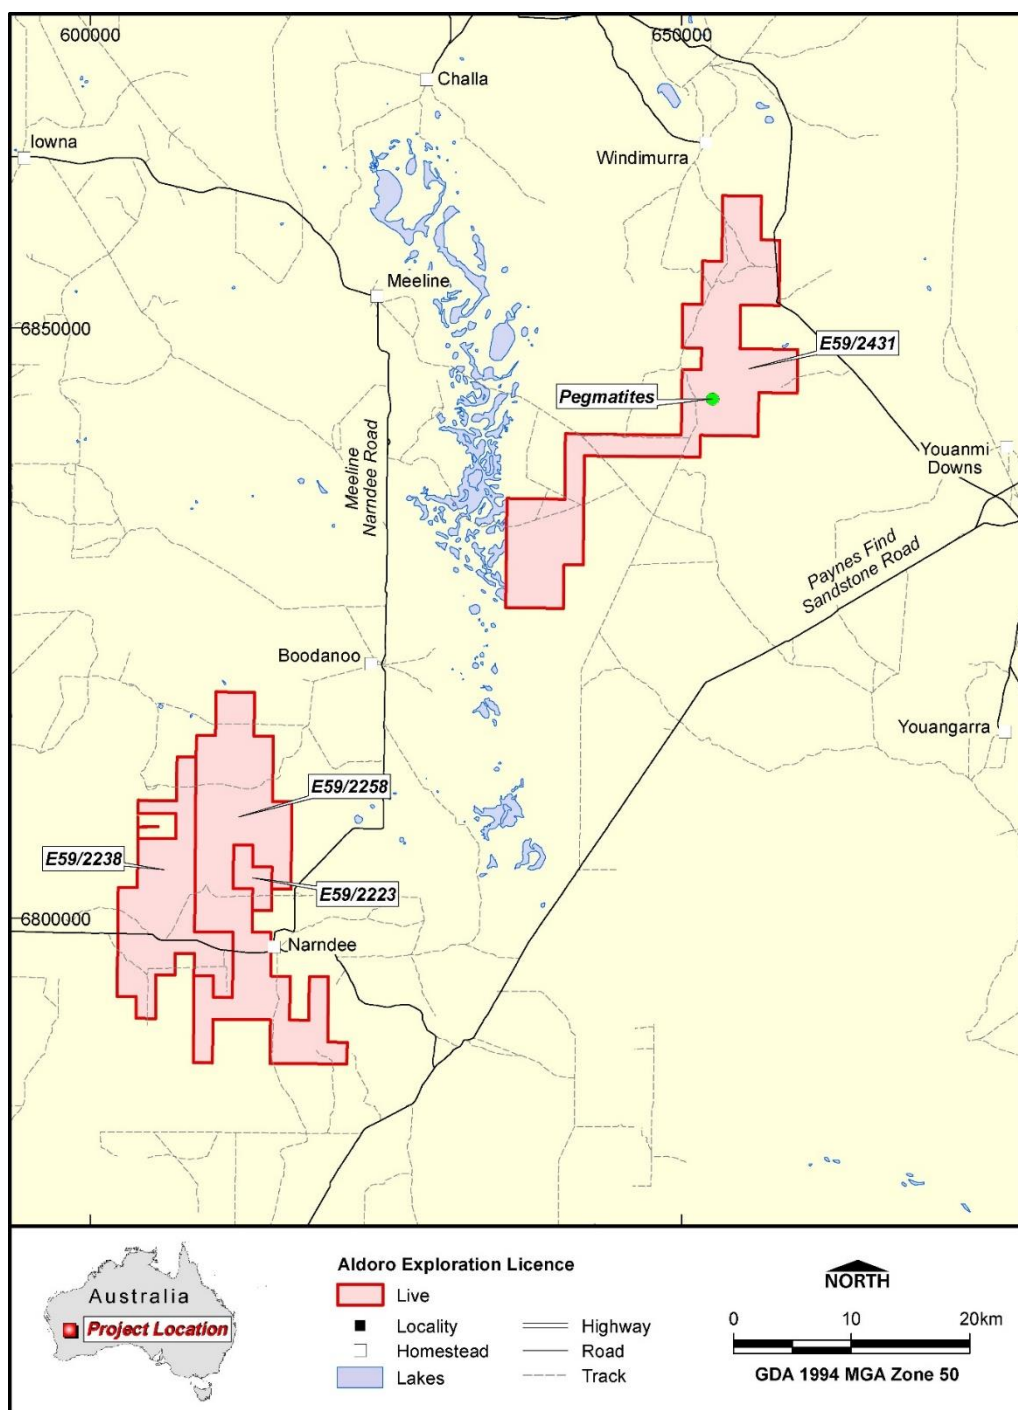 600000
650000
Challa
Iowna
Windimurra
Meeline
6850000
E59/2431
Pegmatites
Meeline
Narndee Road
Youanmi
Downs
Paynes Find
Sandstone Road
Boodanoo
Youangarra
E59/2258
E59/2238
E59/2223
6800000
Narndee
Australia
Project Location
Aldoro Exploration Licence
Live
Locality
Homestead
Lakes
Highway
Road
Track
NORTH
0 10 20km
GDA 1994 MGA Zone 50